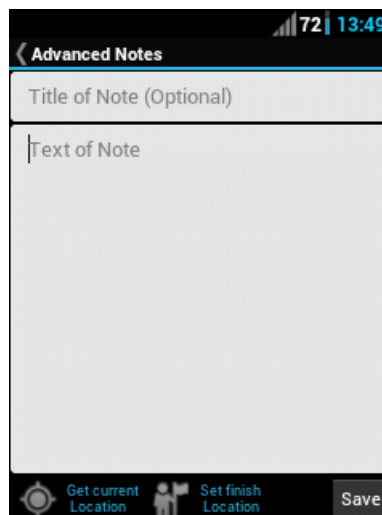 72 13:49
Advanced Notes
Title of Note (Optional)
Text of Note
Get current
Location
Set finish
Location
Save